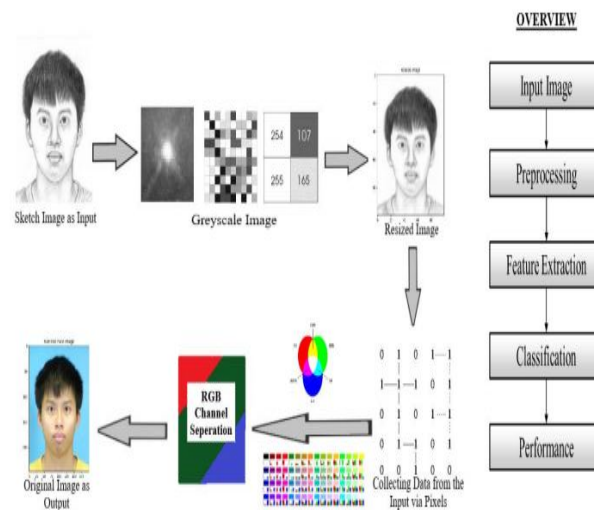 OVERVIEW
Input Image
Preprocessing
Feature Extraction
Classification
Performance
Sketch Image as Input
254 107
255 165
Greyscale Image
Resized Image
0 1 0 1 1
1 1 1
0 1 0 1 1
0 1 1 0 1
0 0 1 0 0
Collecting Data from the
Input via Pixels
RGB
Channel
Seperation
Original Image as
Output